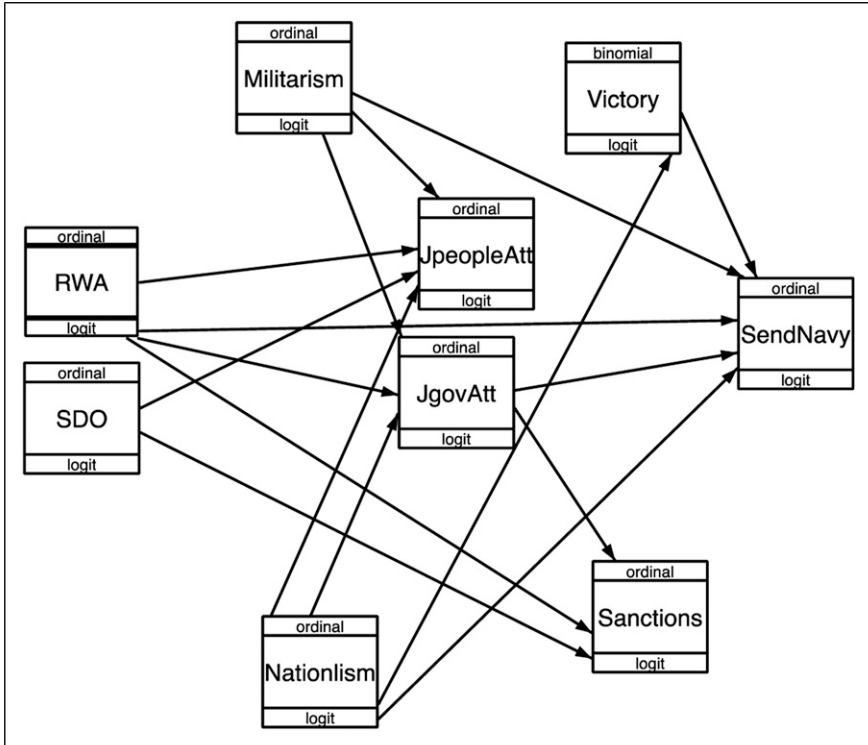 ordinal
Militarism
logit
binomial
Victory
logit
ordinal
JpeopleAtt
logit
ordinal
RWA
logit
ordinal
SendNavy
logit
ordinal
JgovAtt
logit
ordinal
SDO
logit
ordinal
Sanctions
logit
ordinal
Nationlism
logit